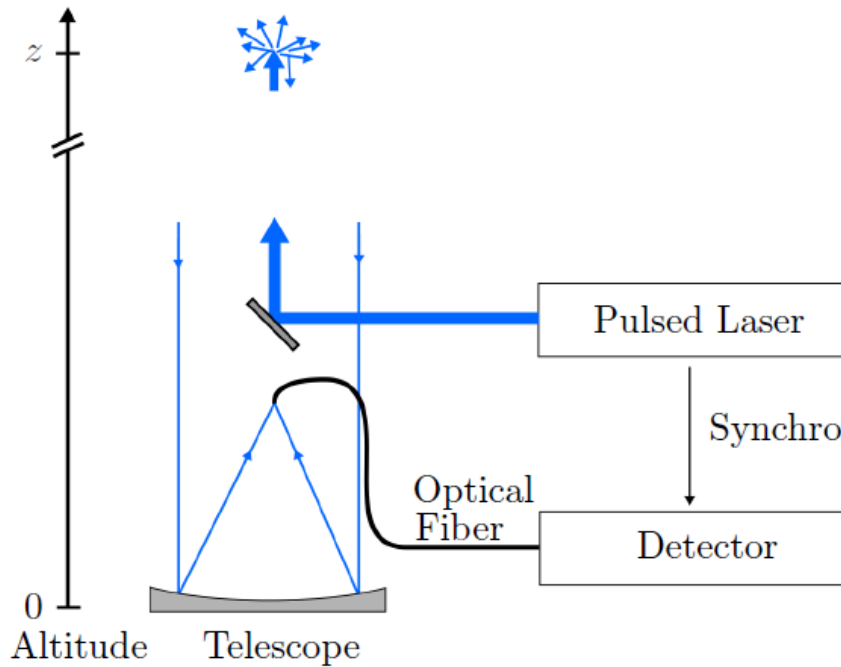 z
Pulsed Laser
Synchro
Optical
Fiber
Detector
0
Altitude
Telescope